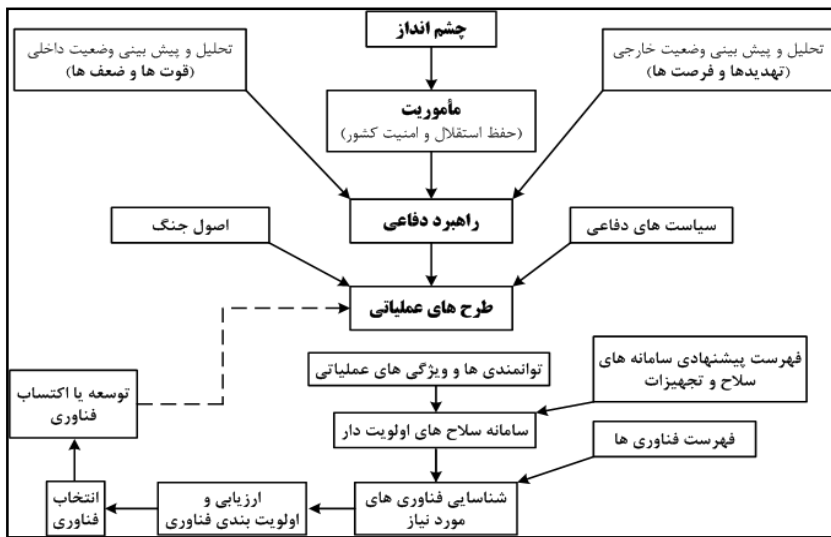 چشم انداز
تحلیل و پیش بینی وضعیت خارجی
(تهدیدها و فرصت ها)
تحلیل و پیش بینی وضعیت داخلی
(قوت ها و ضعف ها)
مأموریت
(حفظ استقلال و امنیت کشور)
راهبرد دفاعی
سیاست های دفاعی
اصول جنگ
طرح های عملیاتی
فهرست پیشنهادی سامانه های
سلاح و تجهیزات
توانمندی ها و ویژگی های عملیاتی
سامانه سلاح های اولویت دار
فهرست فناوری ها
شناسایی فناوری های
مورد نیاز
ارزیابی و
اولویت بندی فناوری
انتخاب
فناوری
توسعه یا اکتساب
فناوری